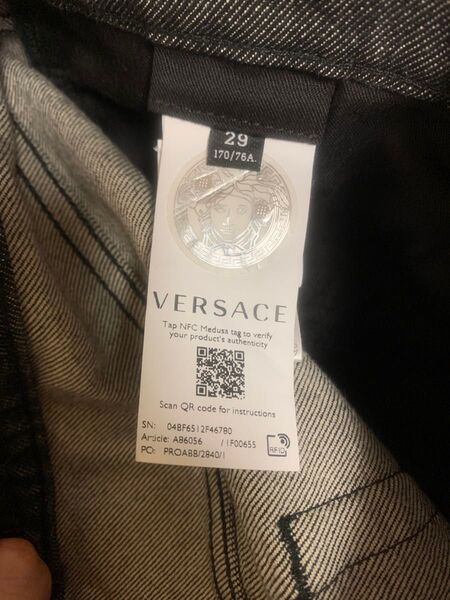 29
170/76A.
VERSACE
Tap NFC Medusa tag to verify
your product's authenticity
Scan QR code for instructions
SN: 04BF6512F46780
Article: AB6056 / 1F00655
PO: PROABB/2840/1
RFID